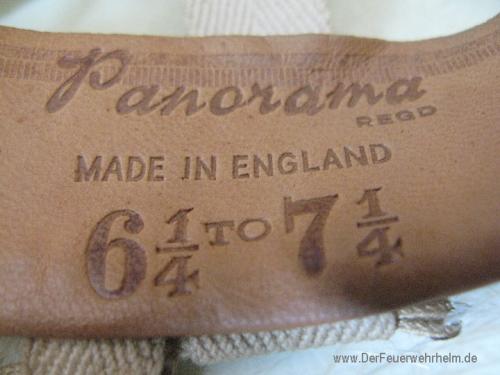 Panorama
REGD
MADE IN ENGLAND
6 1/4 TO 7 1/4
www.DerFeuerwehrhelm.de